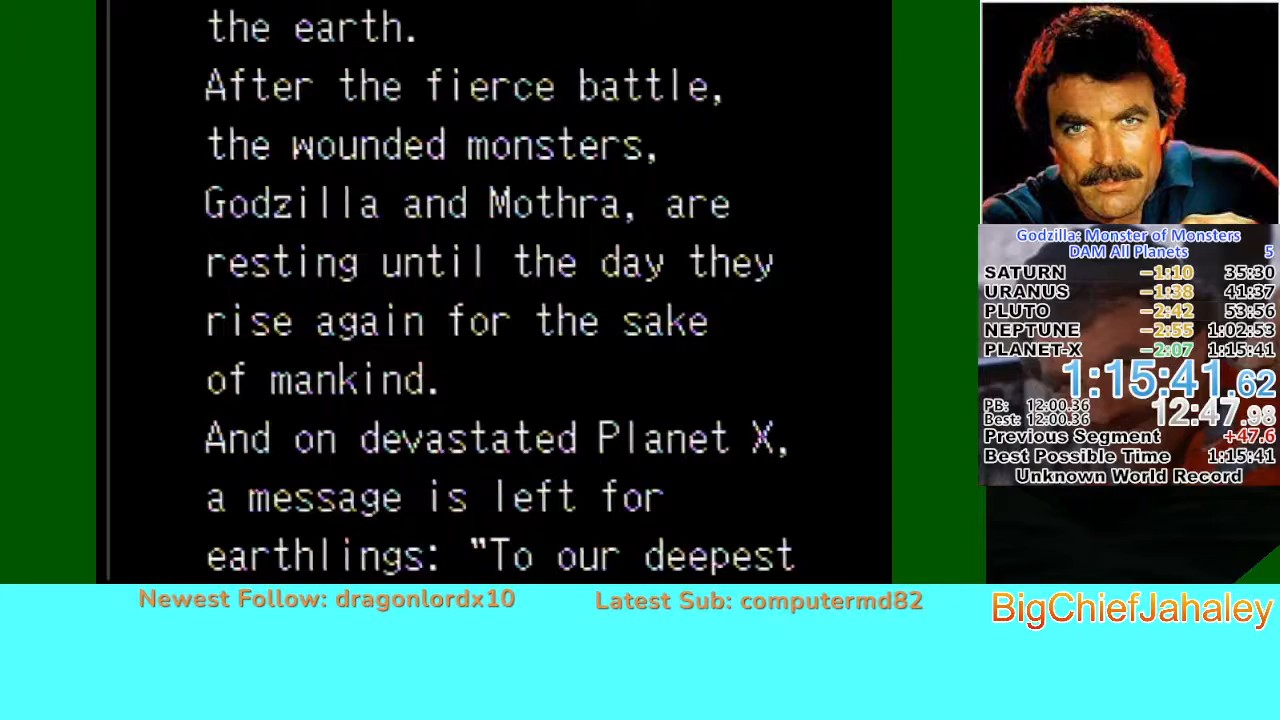 the earth.
After the fierce battle,
the wounded monsters,
Godzilla and Mothra, are
resting until the day they
rise again for the sake
of mankind.
And on devastated Planet X,
a message is left for
earthlings: "To our deepest
Godzilla: Monster of Monsters
DAM All Planets 5
SATURN -1:10 35:30
URANUS -1:38 41:37
PLUTO -2:42 53:56
NEPTUNE -2:55 1:02:53
PLANET-X -2:07 1:15:41
1:15:41.62
PB: 12:00.36
Best: 12:00.36
12:47.98
Previous Segment +47.6
Best Possible Time 1:15:41
Unknown World Record
Newest Follow: dragonlordx10
Latest Sub: computermd82
BigChiefJahaley